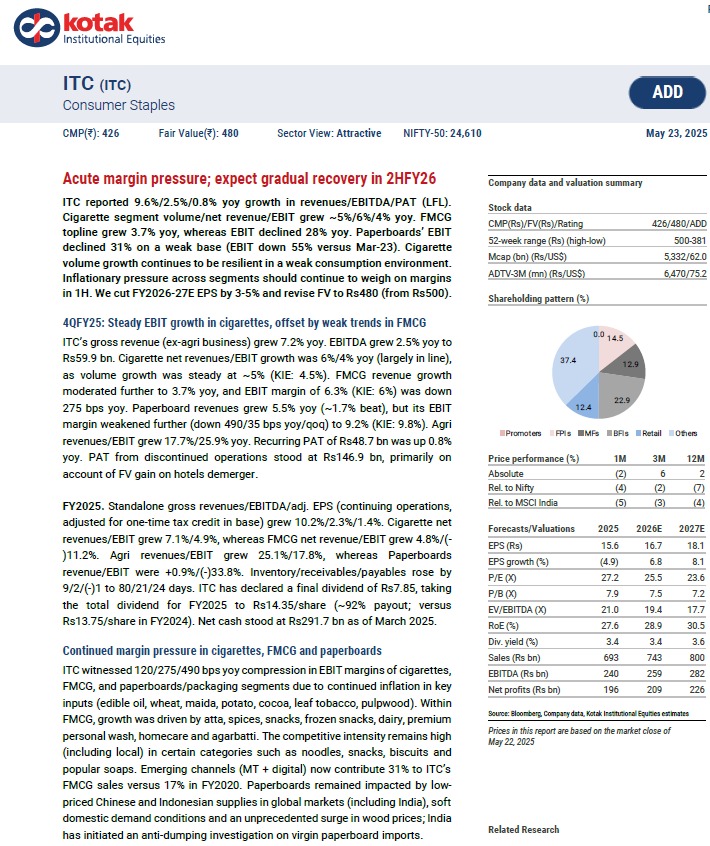 kotak
Institutional Equities
ITC (ITC)
Consumer Staples
ADD
CMP(₹): 426 Fair Value(₹): 480 Sector View: Attractive NIFTY-50: 24,610 May 23, 2025
Acute margin pressure; expect gradual recovery in 2HFY26
ITC reported 9.6%/2.5%/0.8% yoy growth in revenues/EBITDA/PAT (LFL).
Cigarette segment volume/net revenue/EBIT grew ~5%/6%/4% yoy. FMCG
topline grew 3.7% yoy, whereas EBIT declined 28% yoy. Paperboards' EBIT
declined 31% on a weak base (EBIT down 55% versus Mar-23). Cigarette
volume growth continues to be resilient in a weak consumption environment.
Inflationary pressure across segments should continue to weigh on margins
in 1H. We cut FY2026-27E EPS by 3-5% and revise FV to Rs480 (from Rs500).
4QFY25: Steady EBIT growth in cigarettes, offset by weak trends in FMCG
ITC's gross revenue (ex-agri business) grew 7.2% yoy. EBITDA grew 2.5% yoy to
Rs59.9 bn. Cigarette net revenues/EBIT growth was 6%/4% yoy (largely in line),
as volume growth was steady at ~5% (KIE: 4.5%). FMCG revenue growth
moderated further to 3.7% yoy, and EBIT margin of 6.3% (KIE: 6%) was down
275 bps yoy. Paperboard revenues grew 5.5% yoy (~1.7% beat), but its EBIT
margin weakened further (down 490/35 bps yoy/qoq) to 9.2% (KIE: 9.8%). Agri
revenues/EBIT grew 17.7%/25.9% yoy. Recurring PAT of Rs48.7 bn was up 0.8%
yoy. PAT from discontinued operations stood at Rs146.9 bn, primarily on
account of FV gain on hotels demerger.
FY2025. Standalone gross revenues/EBITDA/adj. EPS (continuing operations,
adjusted for one-time tax credit in base) grew 10.2%/2.3%/1.4%. Cigarette net
revenues/EBIT grew 7.1%/4.9%, whereas FMCG net revenue/EBIT grew 4.8%/(-
)11.2%. Agri revenues/EBIT grew 25.1%/17.8%, whereas Paperboards
revenue/EBIT were +0.9%/(-)33.8%. Inventory/receivables/payables rose by
9/2/(-)1 to 80/21/24 days. ITC has declared a final dividend of Rs7.85, taking
the total dividend for FY2025 to Rs14.35/share (~92% payout; versus
Rs13.75/share in FY2024). Net cash stood at Rs291.7 bn as of March 2025.
Continued margin pressure in cigarettes, FMCG and paperboards
ITC witnessed 120/275/490 bps yoy compression in EBIT margins of cigarettes,
FMCG, and paperboards/packaging segments due to continued inflation in key
inputs (edible oil, wheat, maida, potato, cocoa, leaf tobacco, pulpwood). Within
FMCG, growth was driven by atta, spices, snacks, frozen snacks, dairy, premium
personal wash, homecare and agarbatti. The competitive intensity remains high
(including local) in certain categories such as noodles, snacks, biscuits and
popular soaps. Emerging channels (MT + digital) now contribute 31% to ITC's
FMCG sales versus 17% in FY2020. Paperboards remained impacted by low-
priced Chinese and Indonesian supplies in global markets (including India), soft
domestic demand conditions and an unprecedented surge in wood prices; India
has initiated an anti-dumping investigation on virgin paperboard imports.
Company data and valuation summary
Stock data
CMP(Rs)/FV(Rs)/Rating 426/480/ADD
52-week range (Rs) (high-low) 500-381
Mcap (bn) (Rs/US$) 5,332/62.0
ADTV-3M (mn) (Rs/US$) 6,470/75.2
Shareholding pattern (%)
0.0
14.5
12.9
22.9
12.4
37.4
Promoters FPIs MFs BFIs Retail Others
Price performance (%) 1M 3M 12M
Absolute (2) 6 2
Rel. to Nifty (4) (2) (7)
Rel. to MSCI India (5) (3) (4)
Forecasts/Valuations 2025 2026E 2027E
EPS (Rs) 15.6 16.7 18.1
EPS growth (%) (4.9) 6.8 8.1
P/E (X) 27.2 25.5 23.6
P/B (X) 7.9 7.5 7.2
EV/EBITDA (X) 21.0 19.4 17.7
RoE (%) 27.6 28.9 30.5
Div. yield (%) 3.4 3.4 3.6
Sales (Rs bn) 693 743 800
EBITDA (Rs bn) 240 259 282
Net profits (Rs bn) 196 209 226
Source: Bloomberg, Company data, Kotak Institutional Equities estimates
Prices in this report are based on the market close of
May 22, 2025
Related Research